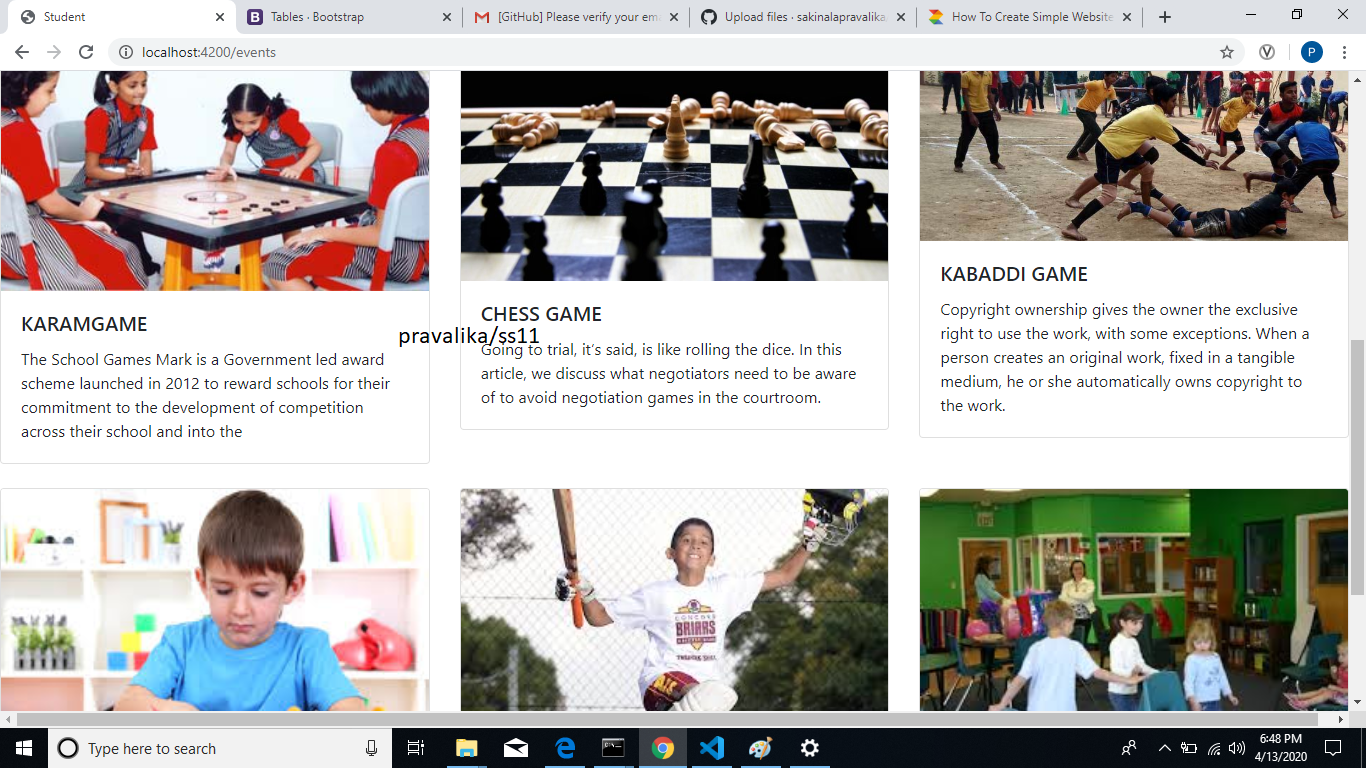 Student
Tables · Bootstrap
[GitHub] Please verify your ema
Upload files · sakinalapravalika
How To Create Simple Website
localhost:4200/events
P
KARAMGAME
The School Games Mark is a Government led award
scheme launched in 2012 to reward schools for their
commitment to the development of competition
across their school and into the
CHESS GAME
pravalika/ss11
Going to trial, it's said, is like rolling the dice. In this
article, we discuss what negotiators need to be aware
of to avoid negotiation games in the courtroom.
KABADDI GAME
Copyright ownership gives the owner the exclusive
right to use the work, with some exceptions. When a
person creates an original work, fixed in a tangible
medium, he or she automatically owns copyright to
the work.
CONCORD
BRIARS
Type here to search
6:48 PM
4/13/2020